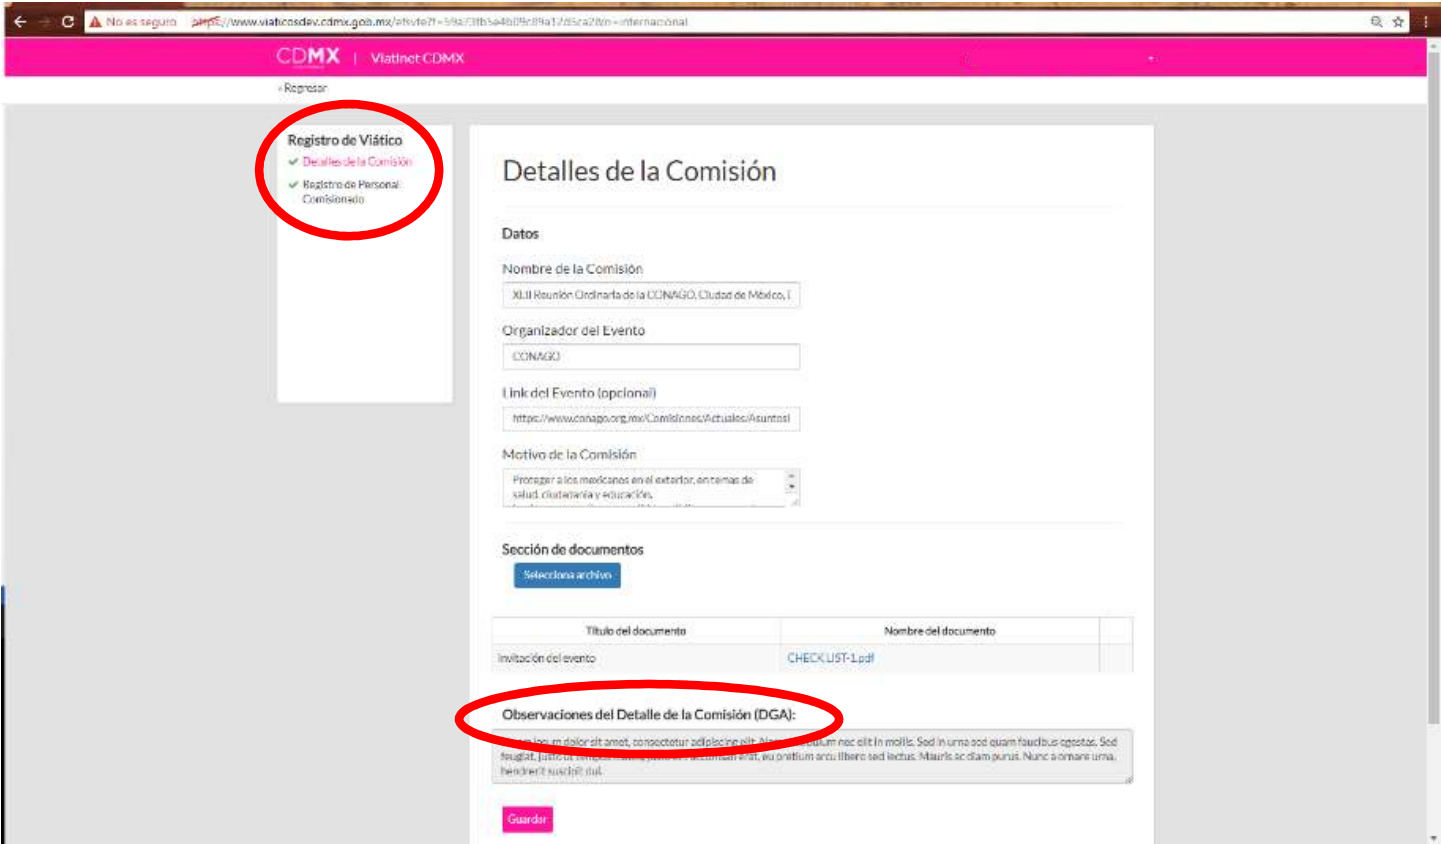 No es seguro https://www.viaticosdev.cdmx.gob.mx/
CDMX | Viatinet CDMX
‹ Regresar
Registro de Viático
Detalles de la Comisión
Registro de Personal
Comisionado
Detalles de la Comisión
Datos
Nombre de la Comisión
XLII Reunión Ordinaria de la CONAGO, Ciudad de México,
Organizador del Evento
CONAGO
Link del Evento (opcional)
https://www.conago.org.mx/Comisiones/Actuales/Asuntosl
Motivo de la Comisión
Proteger a los mexicanos en el exterior, en temas de
salud, ciudadanía y educación.
Sección de documentos
Selecciona archivo
Título del documento Nombre del documento
Invitación del evento CHECK LIST-1.pdf
Observaciones del Detalle de la Comisión (DGA):
ipsum dolor sit amet, consectetur adipiscing elit. nec elit in mollis. Sed in urna sed quam faucibus egestas. Sed
feugiat, justo ut tempus erat, eu pretium arcu libero sed lectus. Mauris ac diam purus. Nunc a ornare urna,
hendrerit suscipit dui.
Guardar